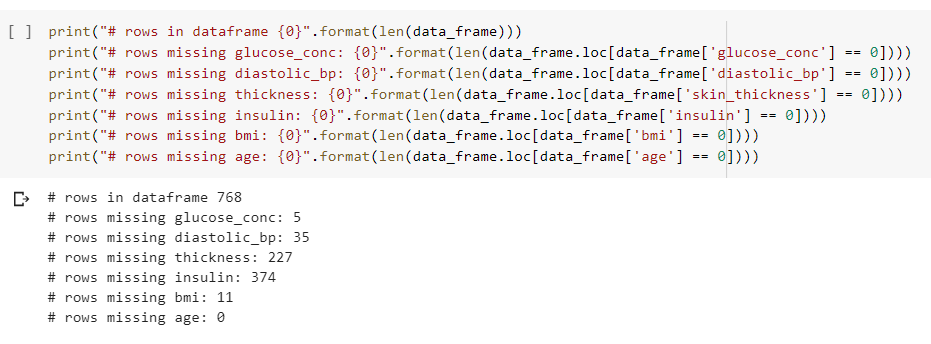 [ ] print("# rows in dataframe {0}".format(len(data_frame)))
print("# rows missing glucose_conc: {0}".format(len(data_frame.loc[data_frame['glucose_conc'] == 0])))
print("# rows missing diastolic_bp: {0}".format(len(data_frame.loc[data_frame['diastolic_bp'] == 0])))
print("# rows missing thickness: {0}".format(len(data_frame.loc[data_frame['skin_thickness'] == 0])))
print("# rows missing insulin: {0}".format(len(data_frame.loc[data_frame['insulin'] == 0])))
print("# rows missing bmi: {0}".format(len(data_frame.loc[data_frame['bmi'] == 0])))
print("# rows missing age: {0}".format(len(data_frame.loc[data_frame['age'] == 0])))
# rows in dataframe 768
# rows missing glucose_conc: 5
# rows missing diastolic_bp: 35
# rows missing thickness: 227
# rows missing insulin: 374
# rows missing bmi: 11
# rows missing age: 0